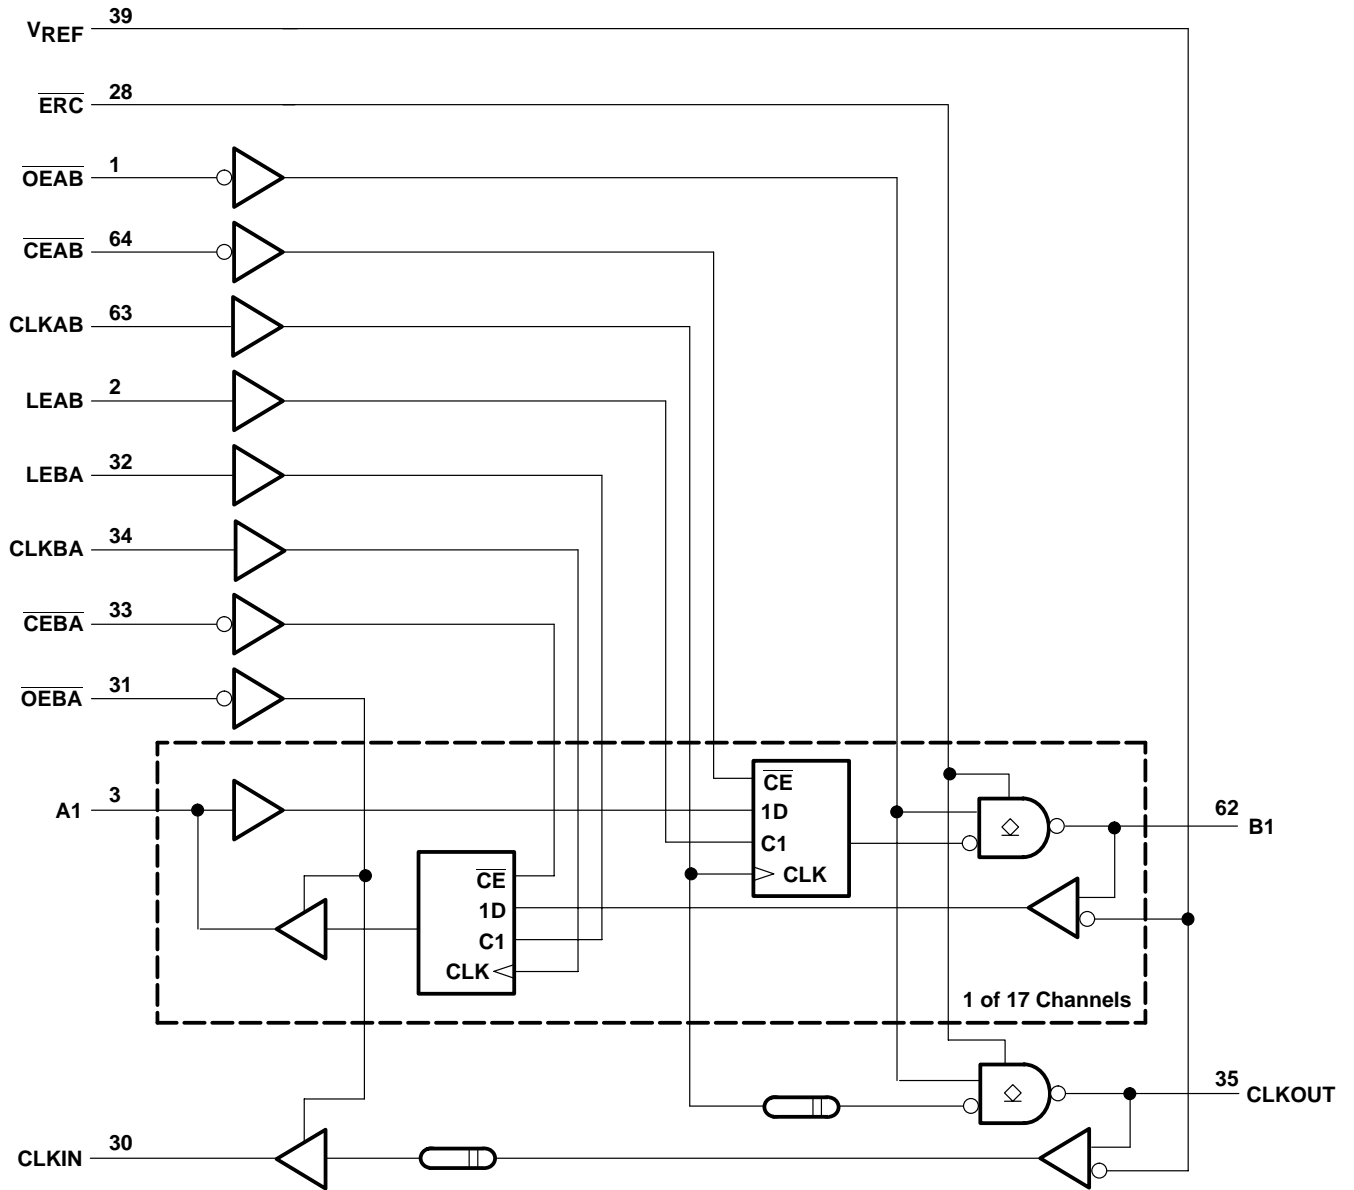 39
VREF
28
ERC
1
OEAB
64
CEAB
63
CLKAB
2
LEAB
32
LEBA
34
CLKBA
33
CEBA
31
OEBA
3
A1
CE
1D
C1
CLK
62
B1
CE
1D
C1
CLK
1 of 17 Channels
35
CLKOUT
30
CLKIN